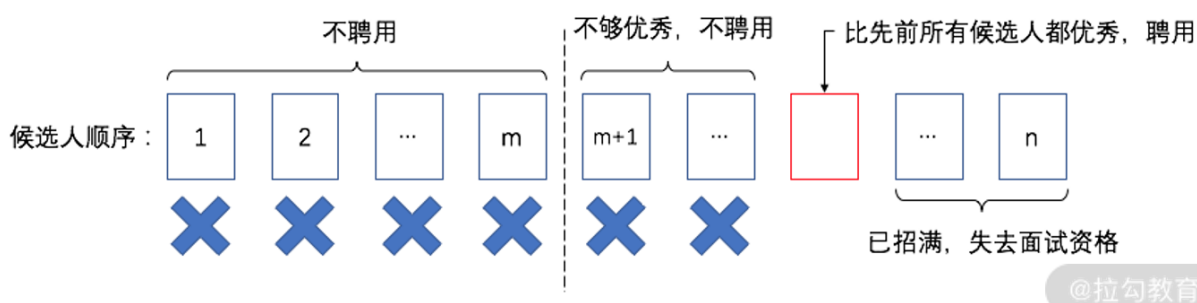 不聘用
不够优秀，不聘用
比先前所有候选人都优秀，聘用
候选人顺序：
1
2
...
m
m+1
...
...
n
已招满，失去面试资格
@拉勾教育